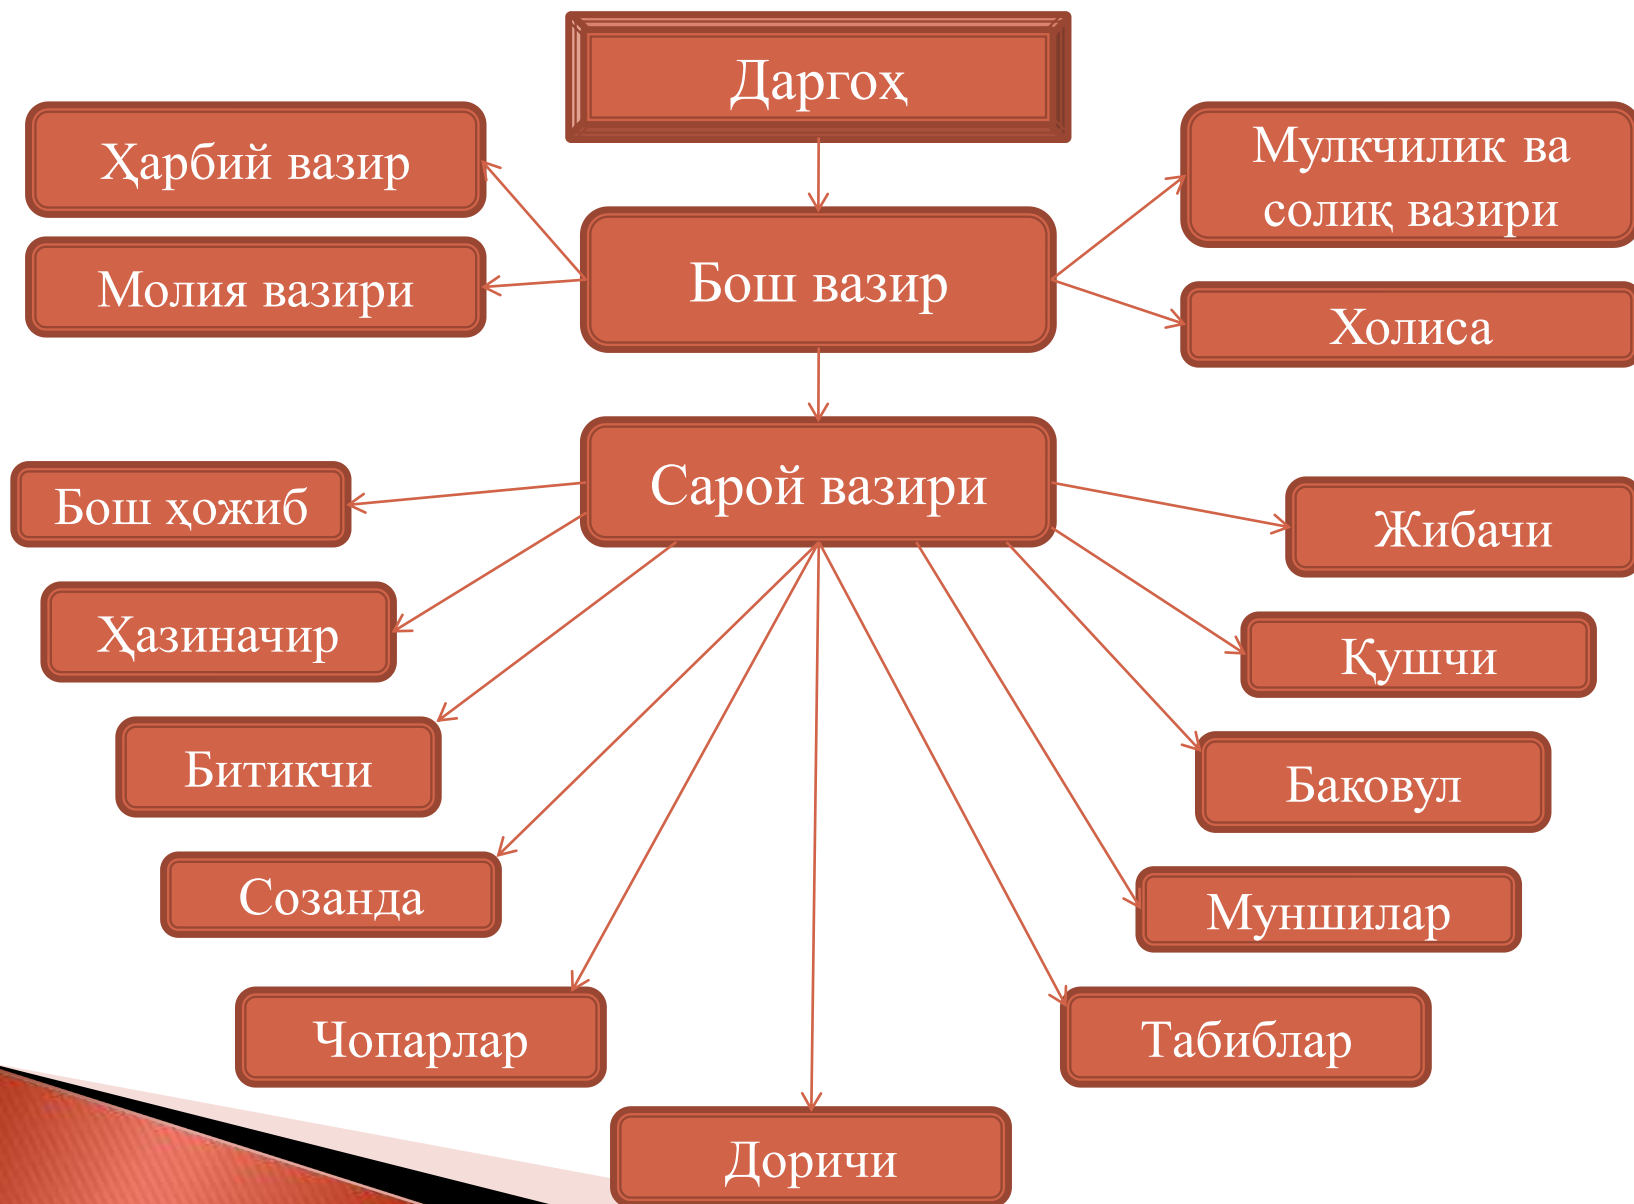 Даргоҳ
Ҳарбий вазир
Мулкчилик ва
солиқ вазири
Молия вазири
Бош вазир
Холиса
Сарой вазири
Бош ҳожиб
Жибачи
Ҳазиначир
Қушчи
Битикчи
Баковул
Созанда
Муншилар
Чопарлар
Табиблар
Доричи